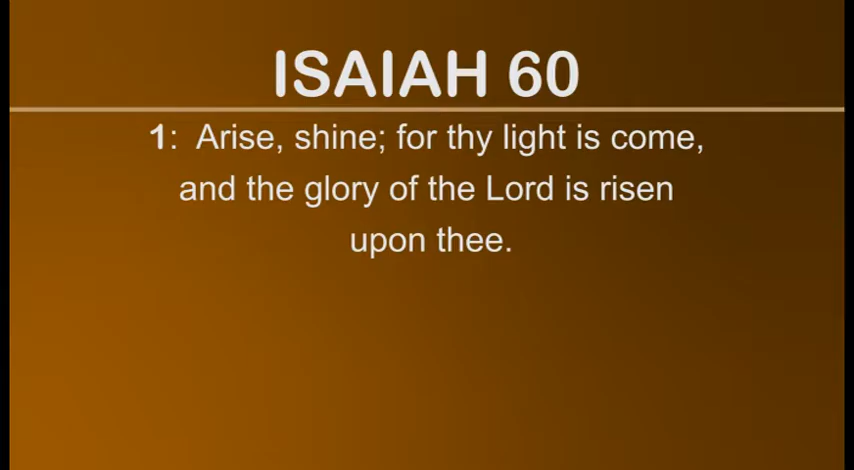 ISAIAH 60
1:  Arise, shine; for thy light is come,
and the glory of the Lord is risen
upon thee.